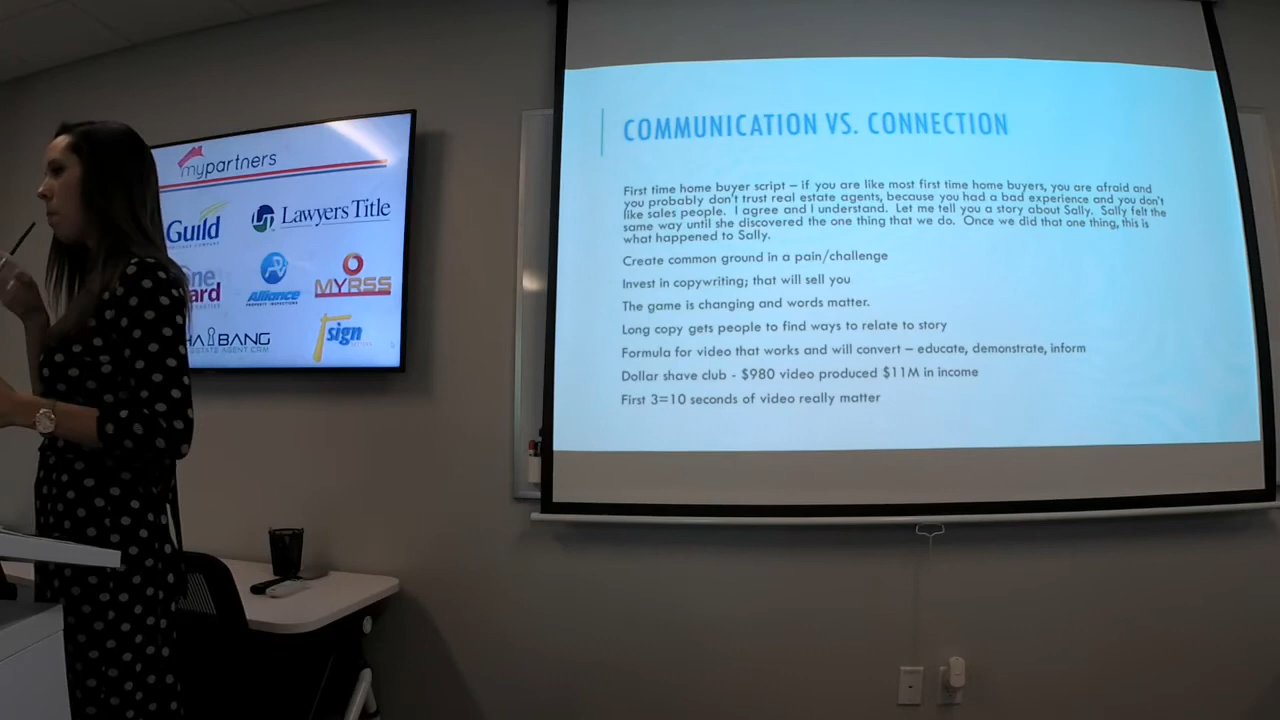 mypartners
Guild
Lawyers Title
Alliance
PROPERTY INSPECTIONS
MYRSS
BANG
ESTATE AGENT CRM
sign
COMMUNICATION VS. CONNECTION
First time home buyer script – if you are like most first time home buyers, you are afraid and
you probably don't trust real estate agents, because you had a bad experience and you don't
like sales people. I agree and I understand. Let me tell you a story about Sally. Sally felt the
same way until she discovered the one thing that we do. Once we did that one thing, this is
what happened to Sally.
Create common ground in a pain/challenge
Invest in copywriting; that will sell you
The game is changing and words matter.
Long copy gets people to find ways to relate to story
Formula for video that works and will convert – educate, demonstrate, inform
Dollar shave club - $980 video produced $11M in income
First 3=10 seconds of video really matter